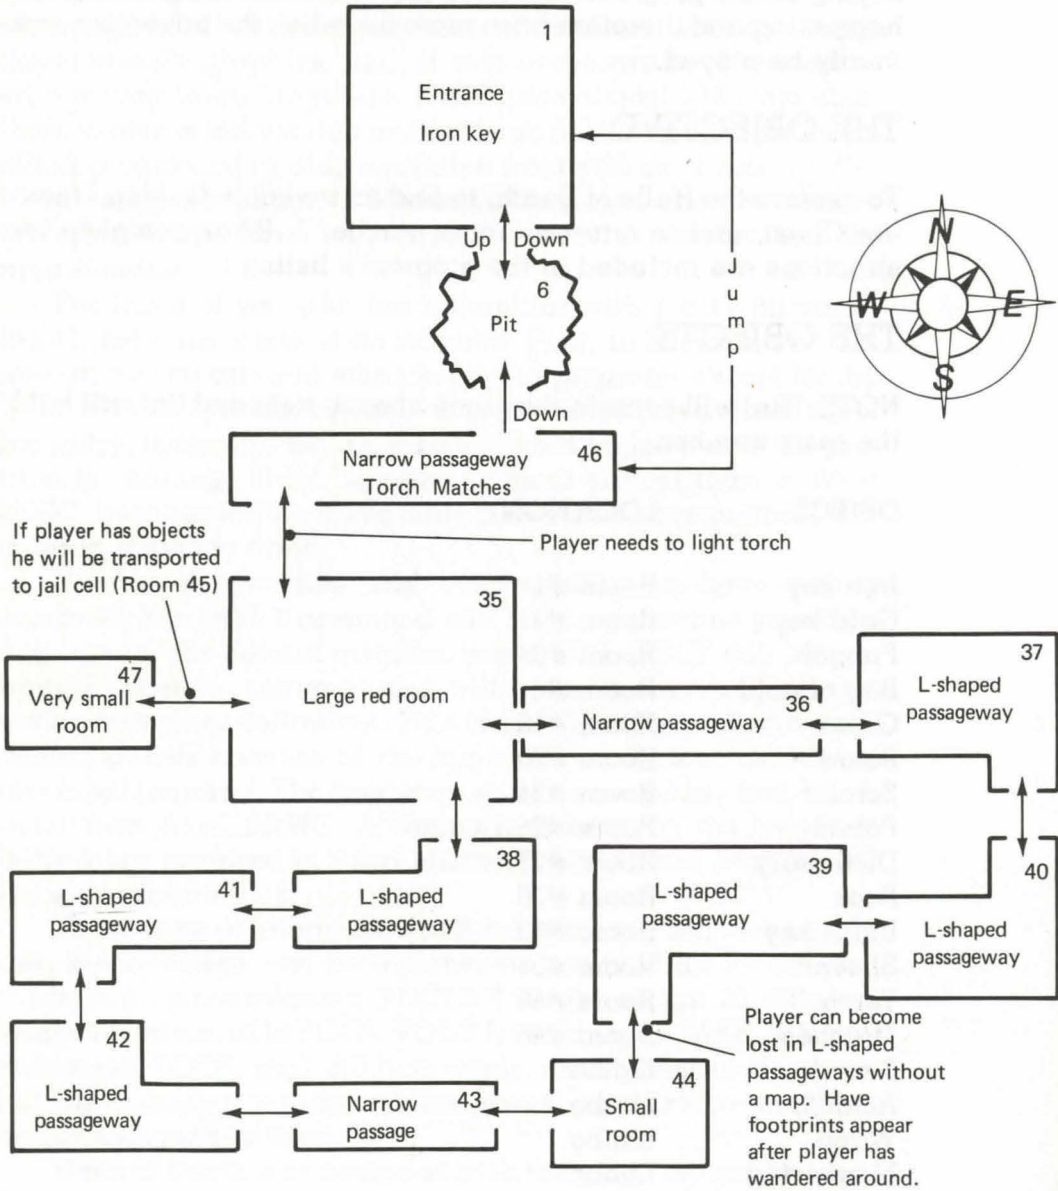 1
Entrance
Iron key
Up
Down
6
Pit
Down
Jump
N
W
E
S
Narrow passageway
46
Torch Matches
If player has objects
he will be transported
to jail cell (Room 45)
Player needs to light torch
35
Large red room
47
Very small
room
36
Narrow passageway
37
L-shaped
passageway
38
L-shaped
passageway
41
L-shaped
passageway
39
L-shaped
passageway
40
L-shaped
passageway
42
L-shaped
passageway
43
Narrow
passage
44
Small
room
Player can become
lost in L-shaped
passageways without
a map. Have
footprints appear
after player has
wandered around.